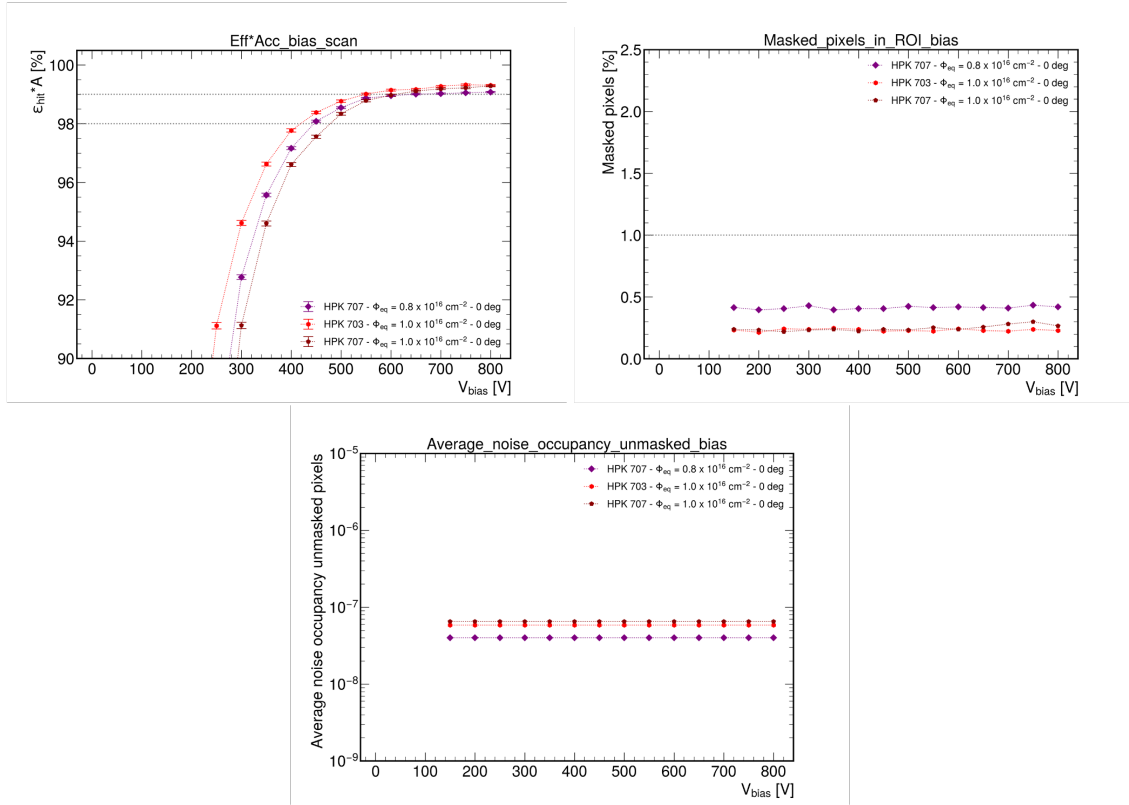 Eff*Acc_bias_scan
ε_hit*A [%]
100
99
98
96
94
92
90
HPK 707 - Φ_eq = 0.8 x 10^16 cm^−2 - 0 deg
HPK 703 - Φ_eq = 1.0 x 10^16 cm^−2 - 0 deg
HPK 707 - Φ_eq = 1.0 x 10^16 cm^−2 - 0 deg
0 100 200 300 400 500 600 700 800
V_bias [V]
Masked_pixels_in_ROI_bias
Masked pixels [%]
2.5
2.0
1.5
1.0
0.5
0.0
HPK 707 - Φ_eq = 0.8 x 10^16 cm^−2 - 0 deg
HPK 703 - Φ_eq = 1.0 x 10^16 cm^−2 - 0 deg
HPK 707 - Φ_eq = 1.0 x 10^16 cm^−2 - 0 deg
0 100 200 300 400 500 600 700 800
V_bias [V]
Average_noise_occupancy_unmasked_bias
Average noise occupancy unmasked pixels
10^−5
10^−6
10^−7
10^−8
10^−9
HPK 707 - Φ_eq = 0.8 x 10^16 cm^−2 - 0 deg
HPK 703 - Φ_eq = 1.0 x 10^16 cm^−2 - 0 deg
HPK 707 - Φ_eq = 1.0 x 10^16 cm^−2 - 0 deg
0 100 200 300 400 500 600 700 800
V_bias [V]